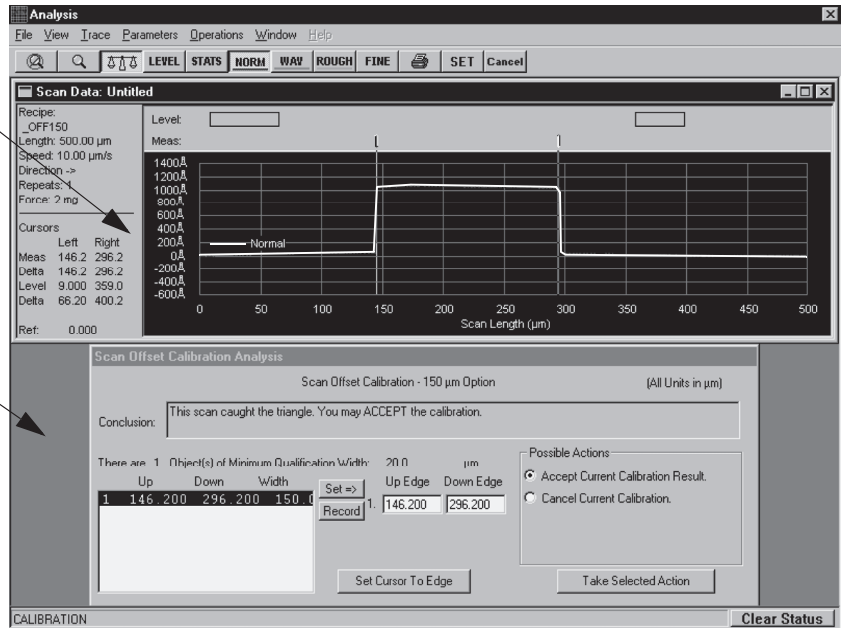 Analysis
File View Trace Parameters Operations Window Help
LEVEL STATS NORM WAV ROUGH FINE SET Cancel
Scan Data: Untitled
Recipe:
_OFF150
Length: 500.00 µm
Speed: 10.00 µm/s
Direction ->
Repeats: 1
Force: 2 mg
Cursors
Left Right
Meas 146.2 296.2
Delta 146.2 296.2
Level 9.000 359.0
Delta 66.20 400.2
Ref: 0.000
Level:
Meas:
1400Å
1200Å
1000Å
800Å
600Å
400Å
200Å
0Å
-200Å
-400Å
-600Å
Normal
0 50 100 150 200 250 300 350 400 450 500
Scan Length (µm)
Scan Offset Calibration Analysis
Scan Offset Calibration - 150 µm Option (All Units in µm)
Conclusion: This scan caught the triangle. You may ACCEPT the calibration.
There are 1 Object(s) of Minimum Qualification Width: 20.0 µm
Up Down Width
1 146.200 296.200 150.0
Set =>
Record
Up Edge Down Edge
1. 146.200 296.200
Set Cursor To Edge
Possible Actions
Accept Current Calibration Result.
Cancel Current Calibration.
Take Selected Action
CALIBRATION Clear Status